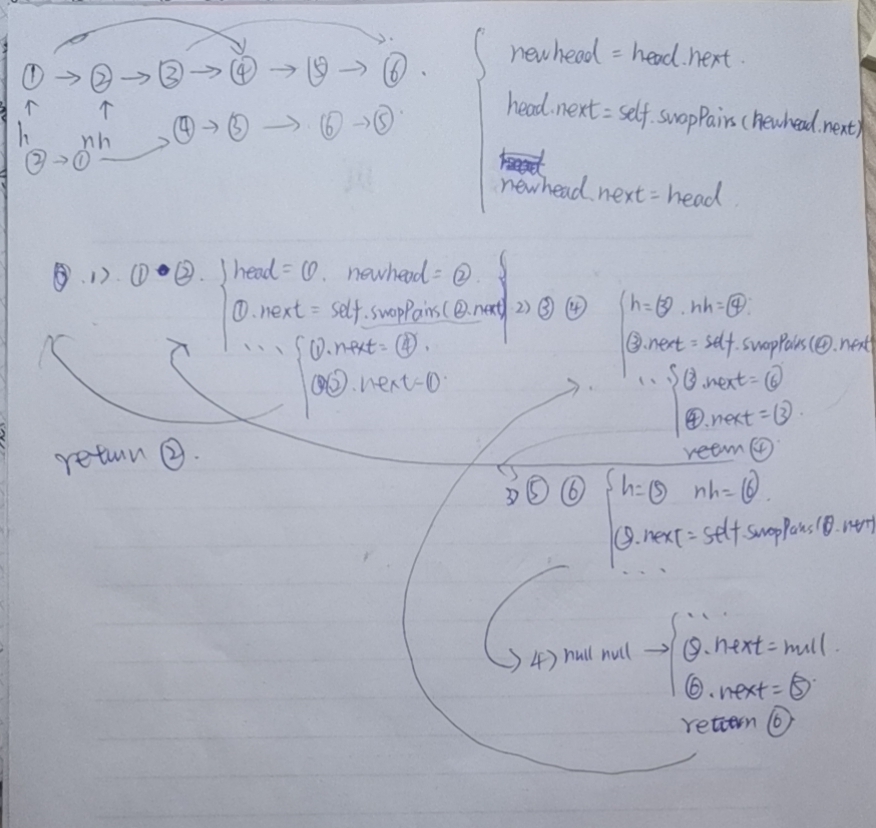 ① → ② → ③ → ④ → ⑤ → ⑥.
h nh
② → ① → ④ → ③ → ⑥ → ⑤
newhead = head.next.
head.next = self.swapPairs(newhead.next)
newhead.next = head
1) ① ② head = ①. newhead = ②.
①.next = self.swapPairs(②.next)
... ①.next = ④.
②.next = ①
return ②.
2) ③ ④ h = ③. nh = ④.
③.next = self.swapPairs(④.next
... ③.next = ⑥
④.next = ③.
return ④
3) ⑤ ⑥ h = ⑤ nh = ⑥.
⑤.next = self.swapPairs(⑥.next)
...
4) null null → ...
⑤.next = null.
⑥.next = ⑤
return ⑥